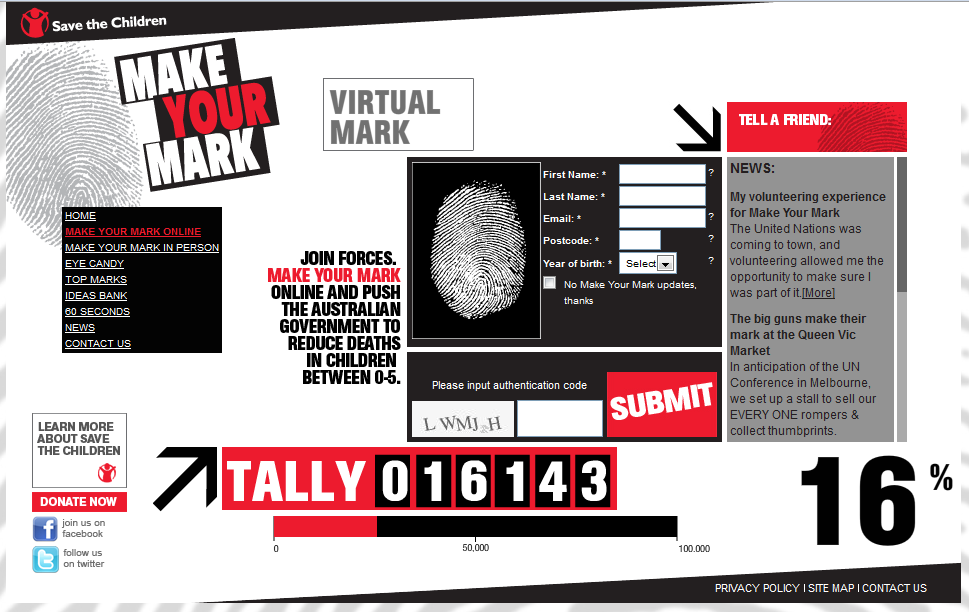 Save the Children
MAKE
YOUR
MARK
VIRTUAL
MARK
TELL A FRIEND:
HOME
MAKE YOUR MARK ONLINE
MAKE YOUR MARK IN PERSON
EYE CANDY
TOP MARKS
IDEAS BANK
60 SECONDS
NEWS
CONTACT US
JOIN FORCES.
MAKE YOUR MARK
ONLINE AND PUSH
THE AUSTRALIAN
GOVERNMENT TO
REDUCE DEATHS
IN CHILDREN
BETWEEN 0-5.
First Name: * ?
Last Name: *
Email: * ?
Postcode: * ?
Year of birth: * Select ?
No Make Your Mark updates,
thanks
Please input authentication code
L WMJ&H
SUBMIT
NEWS:
My volunteering experience
for Make Your Mark
The United Nations was
coming to town, and
volunteering allowed me the
opportunity to make sure I
was part of it.[More]
The big guns make their
mark at the Queen Vic
Market
In anticipation of the UN
Conference in Melbourne,
we set up a stall to sell our
EVERY ONE rompers &
collect thumbprints.
LEARN MORE
ABOUT SAVE
THE CHILDREN
DONATE NOW
join us on
facebook
follow us
on twitter
TALLY 016143
0 50,000 100.000
16%
PRIVACY POLICY I SITE MAP I CONTACT US